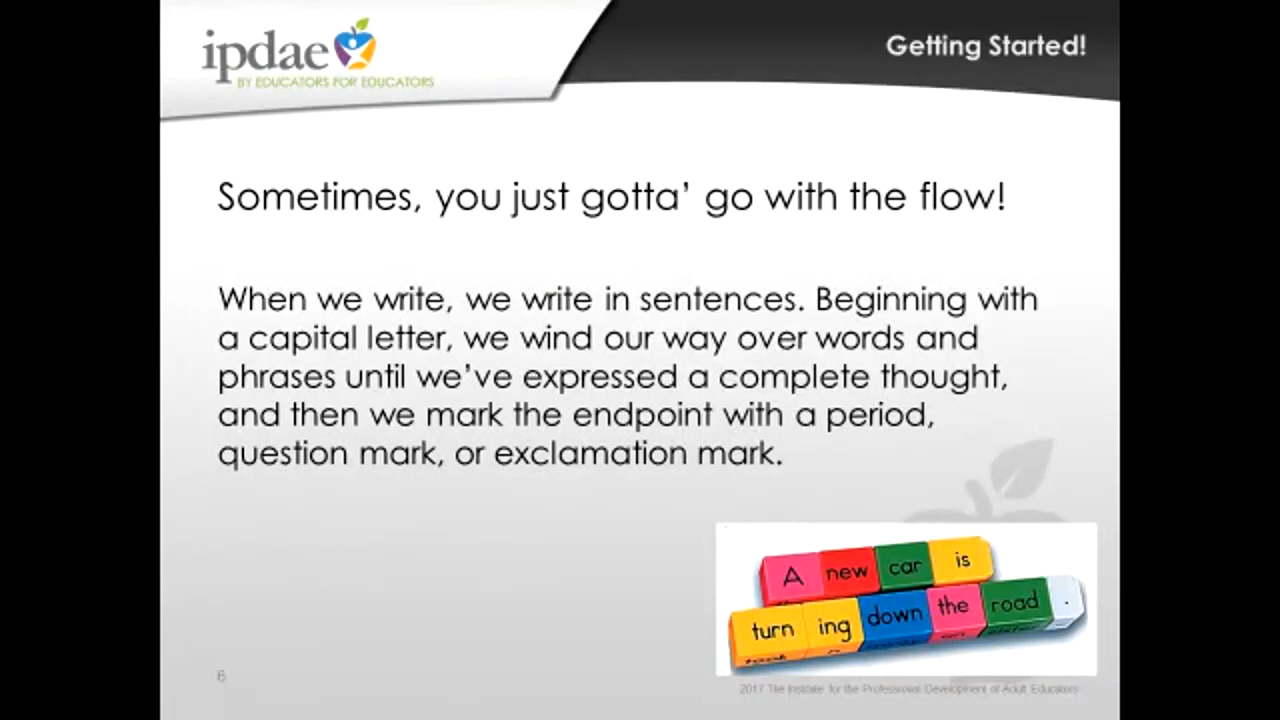 ipdae
BY EDUCATORS FOR EDUCATORS
Getting Started!
Sometimes, you just gotta’ go with the flow!
When we write, we write in sentences. Beginning with
a capital letter, we wind our way over words and
phrases until we’ve expressed a complete thought,
and then we mark the endpoint with a period,
question mark, or exclamation mark.
A new car is
turn ing down the road .
took
6
2017 The Institute for the Professional Development of Adult Educators